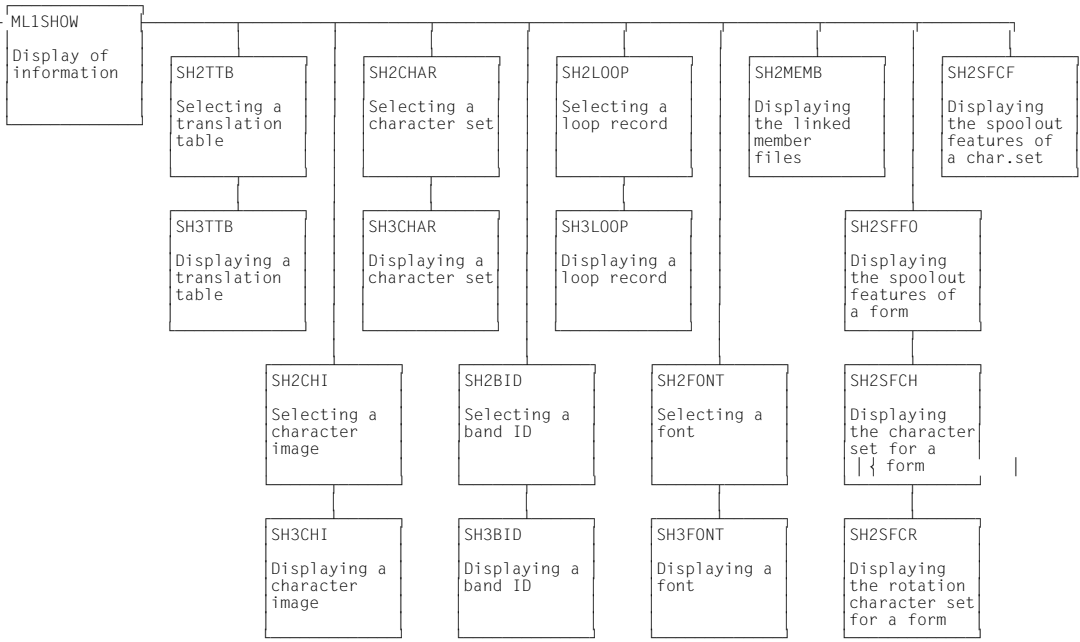 ML1SHOW
Display of
information
SH2TTB
Selecting a
translation
table
SH2CHAR
Selecting a
character set
SH2LOOP
Selecting a
loop record
SH2MEMB
Displaying
the linked
member
files
SH2SFCF
Displaying
the spoolout
features of
a char.set
SH3TTB
Displaying a
translation
table
SH3CHAR
Displaying a
character set
SH3LOOP
Displaying a
loop record
SH2SFFO
Displaying
the spoolout
features of
a form
SH2CHI
Selecting a
character
image
SH2BID
Selecting a
band ID
SH2FONT
Selecting a
font
SH2SFCH
Displaying
the character
set for a
| { form |
SH3CHI
Displaying a
character
image
SH3BID
Displaying a
band ID
SH3FONT
Displaying a
font
SH2SFCR
Displaying
the rotation
character set
for a form